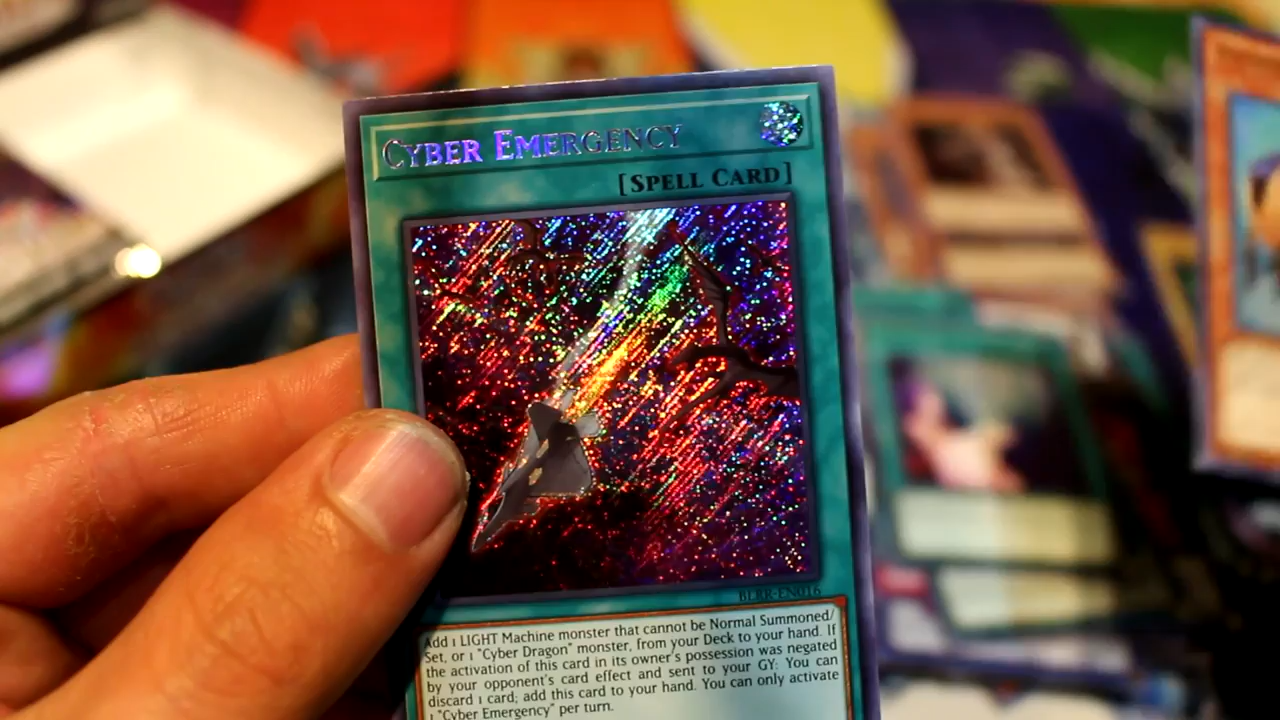 CYBER EMERGENCY
[SPELL CARD]
BLRR-EN016
Add 1 LIGHT Machine monster that cannot be Normal Summoned/
Set, or 1 "Cyber Dragon" monster, from your Deck to your hand. If
the activation of this card in its owner's possession was negated
by your opponent's card effect and sent to your GY: You can
discard 1 card; add this card to your hand. You can only activate
1 "Cyber Emergency" per turn.